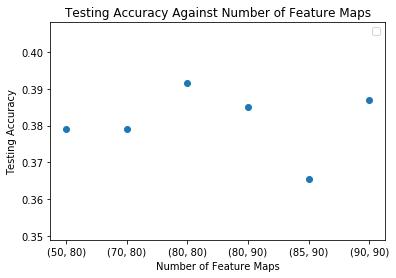 Testing Accuracy Against Number of Feature Maps
0.40
0.39
0.38
0.37
0.36
0.35
Testing Accuracy
(50, 80) (70, 80) (80, 80) (80, 90) (85, 90) (90, 90)
Number of Feature Maps